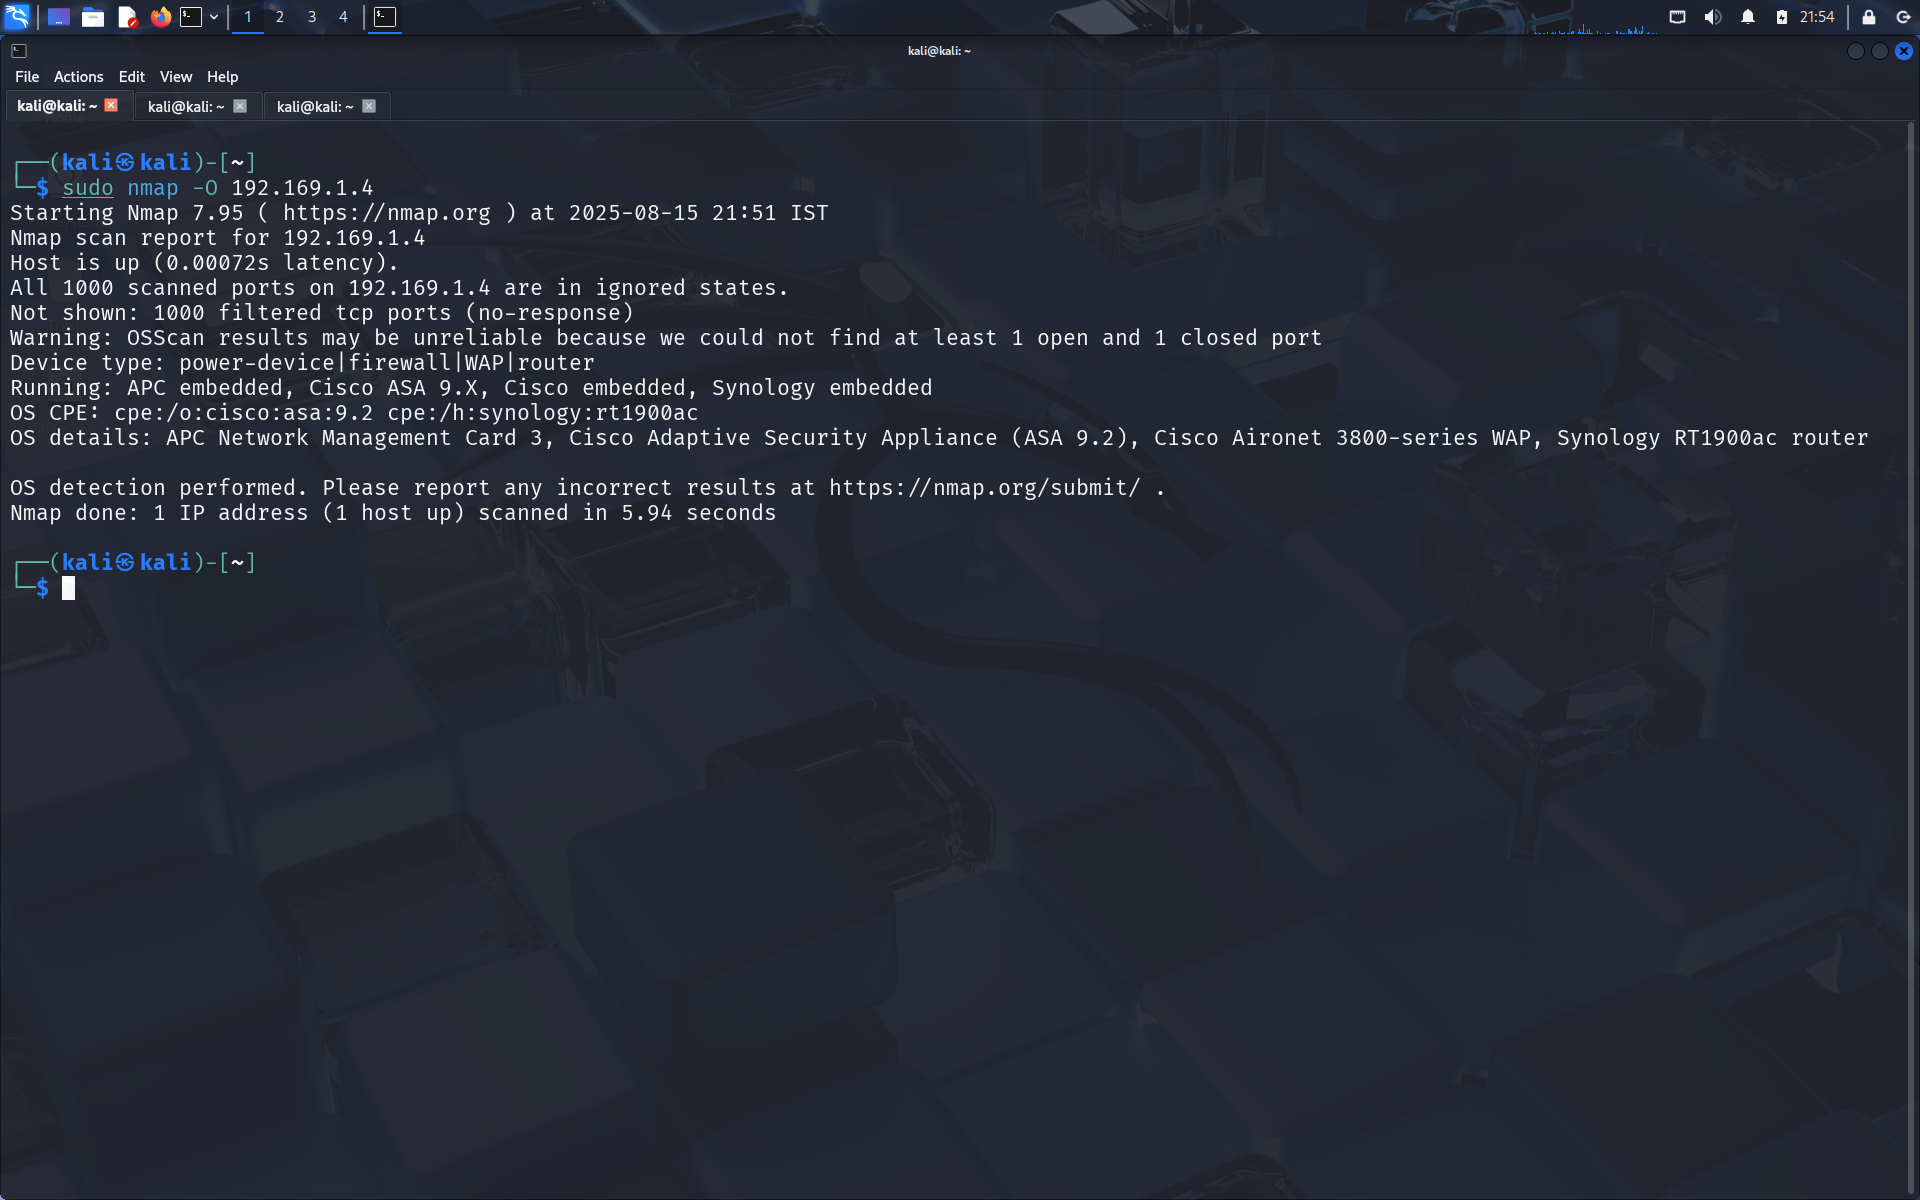 1 2 3 4 21:54
kali@kali: ~
File Actions Edit View Help
kali@kali: ~ kali@kali: ~ kali@kali: ~
┌──(kali㉿kali)-[~]
└─$ sudo nmap -O 192.169.1.4
Starting Nmap 7.95 ( https://nmap.org ) at 2025-08-15 21:51 IST
Nmap scan report for 192.169.1.4
Host is up (0.00072s latency).
All 1000 scanned ports on 192.169.1.4 are in ignored states.
Not shown: 1000 filtered tcp ports (no-response)
Warning: OSScan results may be unreliable because we could not find at least 1 open and 1 closed port
Device type: power-device|firewall|WAP|router
Running: APC embedded, Cisco ASA 9.X, Cisco embedded, Synology embedded
OS CPE: cpe:/o:cisco:asa:9.2 cpe:/h:synology:rt1900ac
OS details: APC Network Management Card 3, Cisco Adaptive Security Appliance (ASA 9.2), Cisco Aironet 3800-series WAP, Synology RT1900ac router
OS detection performed. Please report any incorrect results at https://nmap.org/submit/ .
Nmap done: 1 IP address (1 host up) scanned in 5.94 seconds
┌──(kali㉿kali)-[~]
└─$